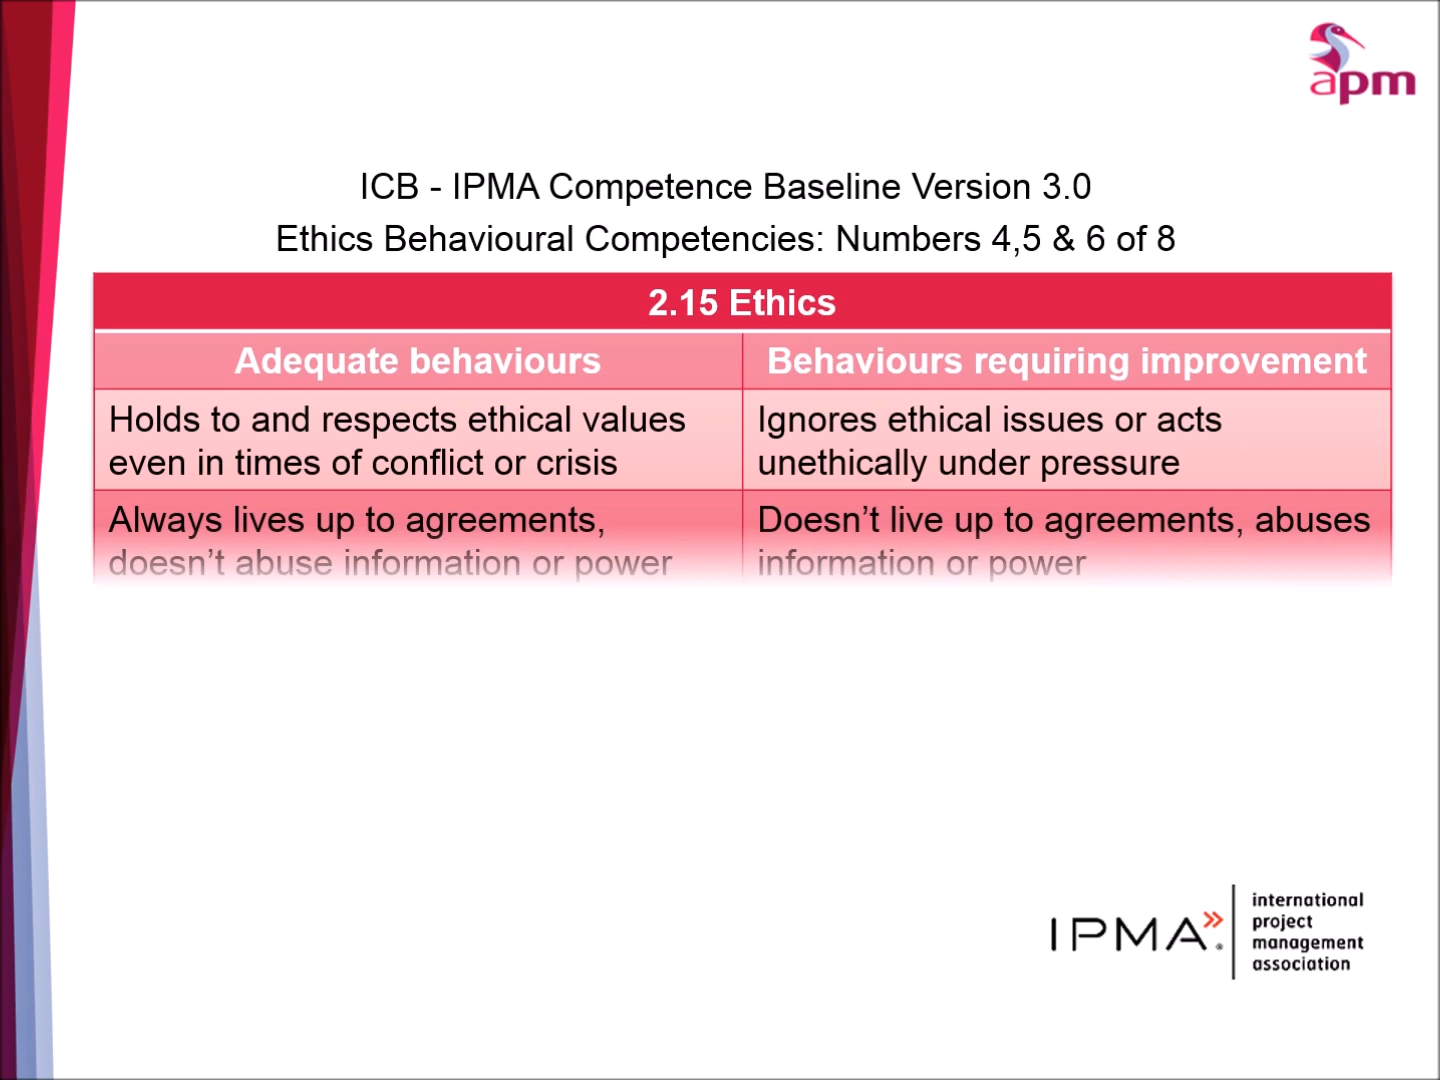 apm
ICB - IPMA Competence Baseline Version 3.0
Ethics Behavioural Competencies: Numbers 4,5 & 6 of 8
2.15 Ethics
Adequate behaviours
Behaviours requiring improvement
Holds to and respects ethical values
even in times of conflict or crisis
Ignores ethical issues or acts
unethically under pressure
Always lives up to agreements,
doesn’t abuse information or power
Doesn’t live up to agreements, abuses
information or power
IPMA®
international
project
management
association